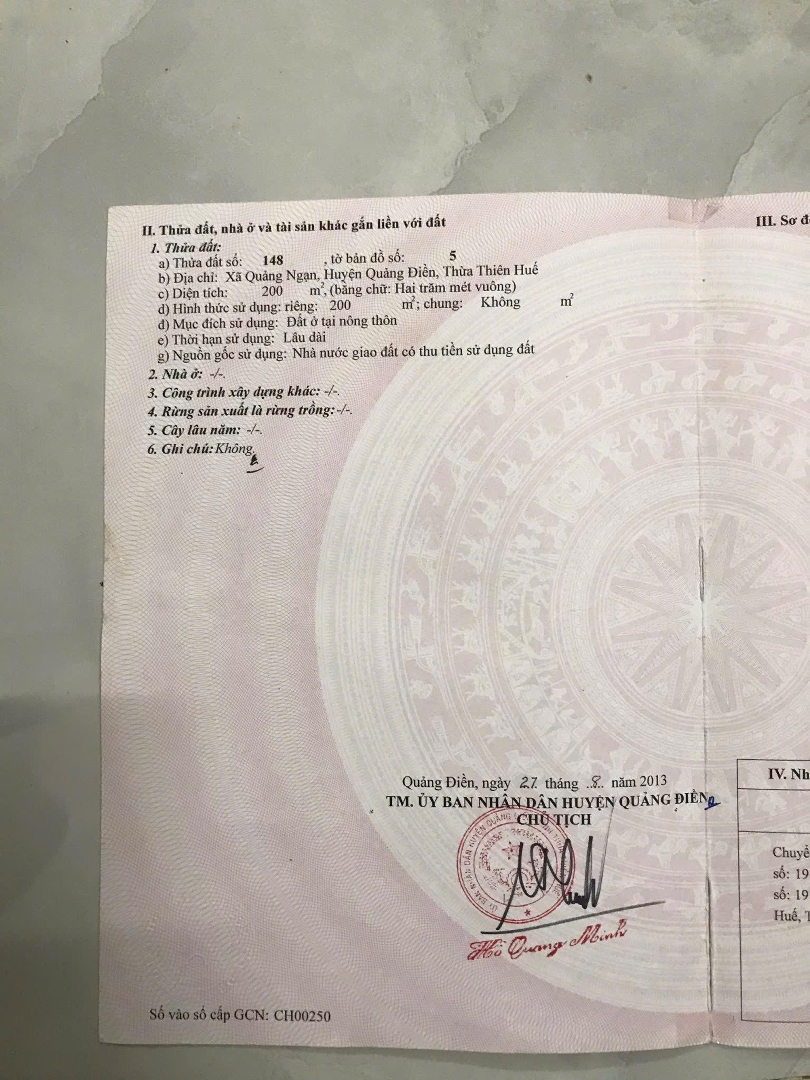 II. Thửa đất, nhà ở và tài sản khác gắn liền với đất
1. Thửa đất:
a) Thửa đất số: 148 , tờ bản đồ số: 5
b) Địa chỉ: Xã Quảng Ngạn, Huyện Quảng Điền, Thừa Thiên Huế
c) Diện tích: 200 m², (bằng chữ: Hai trăm mét vuông)
d) Hình thức sử dụng: riêng: 200 m²; chung: Không m²
đ) Mục đích sử dụng: Đất ở tại nông thôn
e) Thời hạn sử dụng: Lâu dài
g) Nguồn gốc sử dụng: Nhà nước giao đất có thu tiền sử dụng đất
2. Nhà ở: -/-.
3. Công trình xây dựng khác: -/-.
4. Rừng sản xuất là rừng trồng: -/-.
5. Cây lâu năm: -/-.
6. Ghi chú: Không
III. Sơ đ
Quảng Điền, ngày 27 tháng 8 năm 2013
TM. ỦY BAN NHÂN DÂN HUYỆN QUẢNG ĐIỀN
CHỦ TỊCH
Hồ Quang Minh
Số vào sổ cấp GCN: CH00250
IV. Nh
Chuyể
số: 19
số: 19
Huế, T